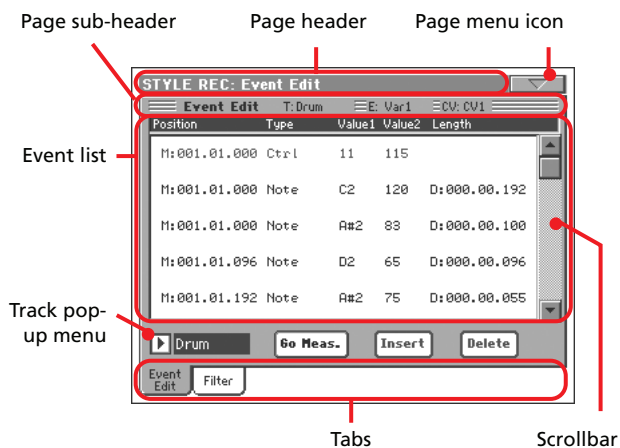 Page sub-header
Page header
Page menu icon
STYLE REC: Event Edit
Event Edit T:Drum E: Var1 CV: CV1
Position Type Value1 Value2 Length
Event list
M:001.01.000 Ctrl 11 115
M:001.01.000 Note C2 120 D:000.00.192
M:001.01.000 Note A#2 83 D:000.00.100
M:001.01.096 Note D2 65 D:000.00.096
M:001.01.192 Note A#2 75 D:000.00.055
Track pop-
up menu
Drum Go Meas. Insert Delete
Event
Edit
Filter
Tabs
Scrollbar